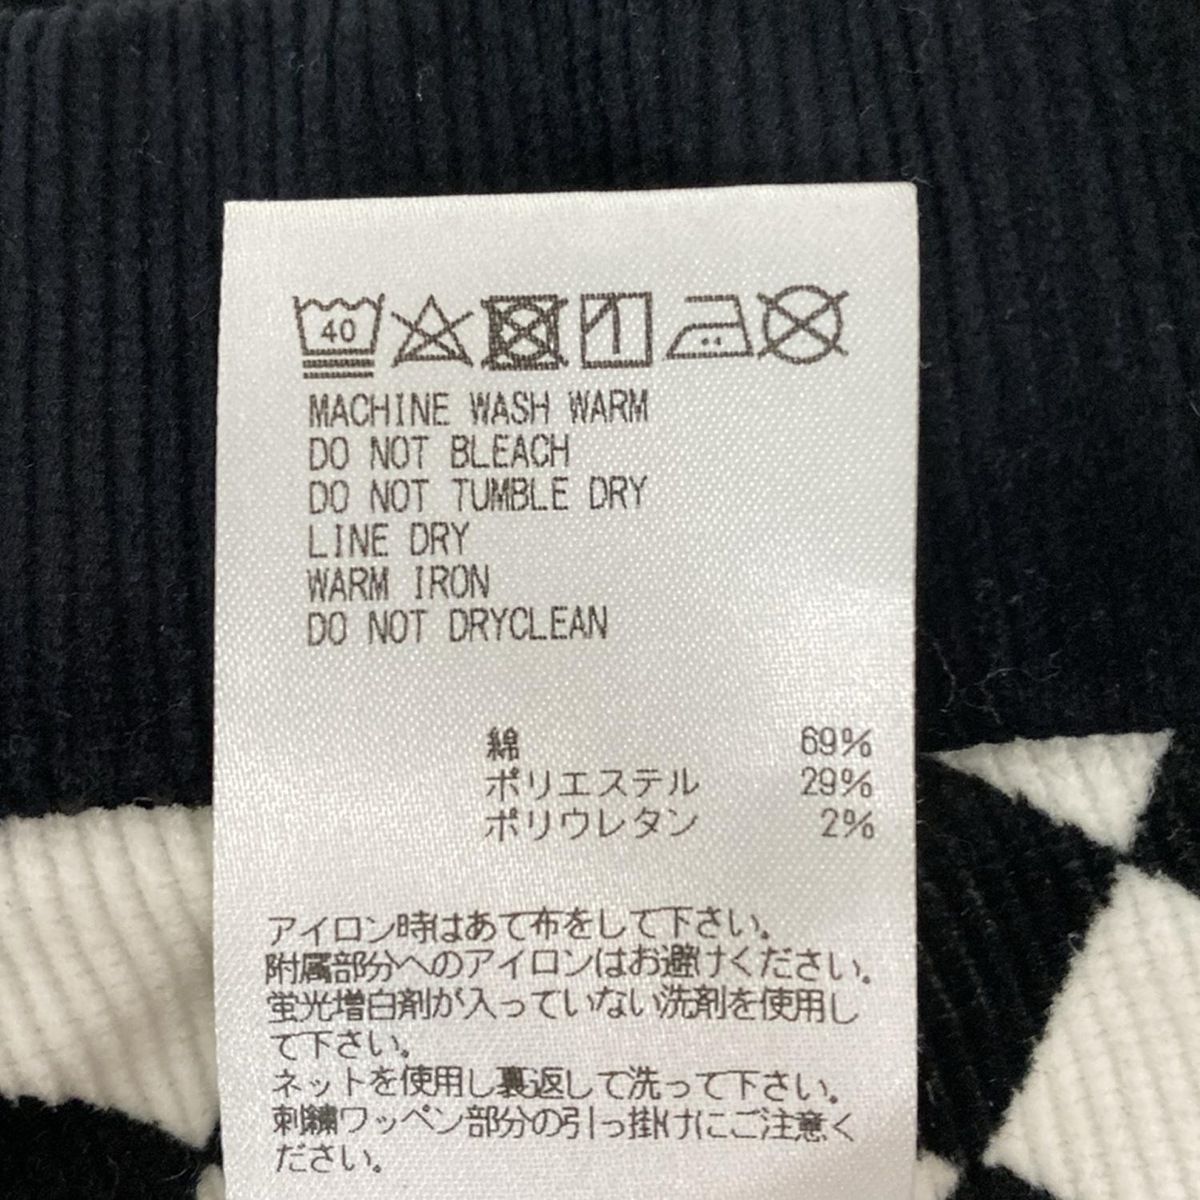 40
MACHINE WASH WARM
DO NOT BLEACH
DO NOT TUMBLE DRY
LINE DRY
WARM IRON
DO NOT DRYCLEAN
綿 69%
ポリエステル 29%
ポリウレタン 2%
アイロン時はあて布をして下さい。
附属部分へのアイロンはお避けください。
蛍光増白剤が入っていない洗剤を使用し
て下さい。
ネットを使用し裏返して洗って下さい。
刺繍ワッペン部分の引っ掛けにご注意く
ださい。